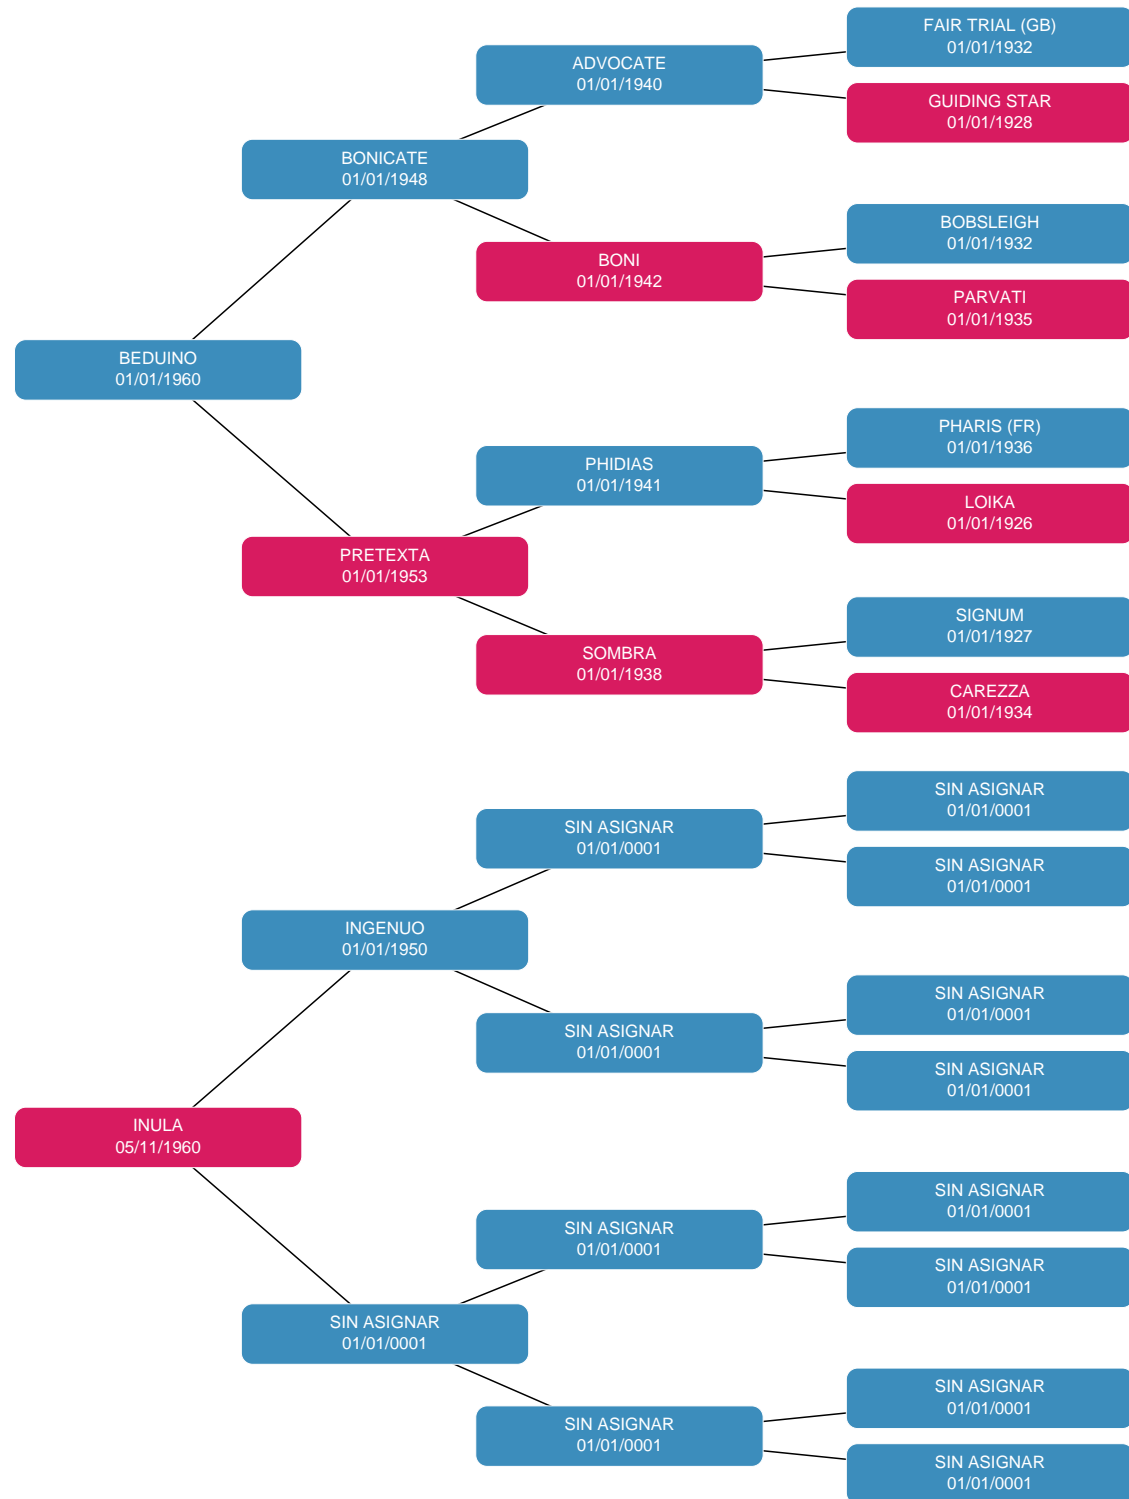 FAIR TRIAL (GB)
01/01/1932
ADVOCATE
01/01/1940
GUIDING STAR
01/01/1928
BONICATE
01/01/1948
BOBSLEIGH
01/01/1932
BONI
01/01/1942
PARVATI
01/01/1935
BEDUINO
01/01/1960
PHARIS (FR)
01/01/1936
PHIDIAS
01/01/1941
LOIKA
01/01/1926
PRETEXTA
01/01/1953
SIGNUM
01/01/1927
SOMBRA
01/01/1938
CAREZZA
01/01/1934
SIN ASIGNAR
01/01/0001
SIN ASIGNAR
01/01/0001
SIN ASIGNAR
01/01/0001
INGENUO
01/01/1950
SIN ASIGNAR
01/01/0001
SIN ASIGNAR
01/01/0001
SIN ASIGNAR
01/01/0001
INULA
05/11/1960
SIN ASIGNAR
01/01/0001
SIN ASIGNAR
01/01/0001
SIN ASIGNAR
01/01/0001
SIN ASIGNAR
01/01/0001
SIN ASIGNAR
01/01/0001
SIN ASIGNAR
01/01/0001
SIN ASIGNAR
01/01/0001